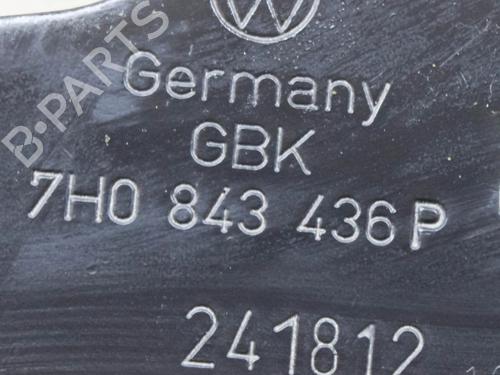 B-PARTS
Germany
GBK
7H0 843 436 P
241812